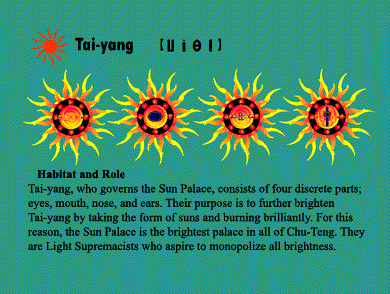 Tai-yang
Habitat and Role
Tai-yang, who governs the Sun Palace, consists of four discrete parts;
eyes, mouth, nose, and ears. Their purpose is to further brighten
Tai-yang by taking the form of suns and burning brilliantly. For this
reason, the Sun Palace is the brightest palace in all of Chu-Teng. They
are Light Supremacists who aspire to monopolize all brightness.